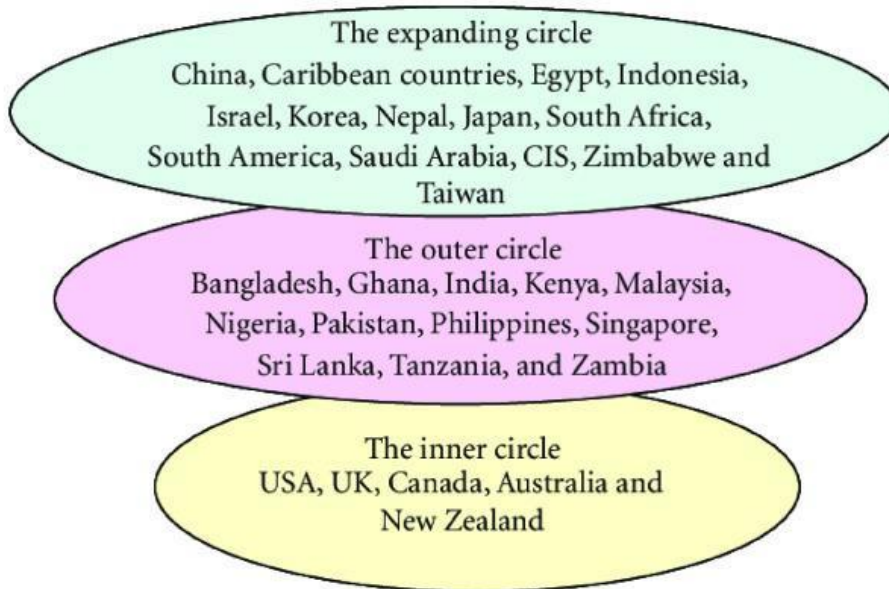 The expanding circle
China, Caribbean countries, Egypt, Indonesia,
Israel, Korea, Nepal, Japan, South Africa,
South America, Saudi Arabia, CIS, Zimbabwe and
Taiwan
The outer circle
Bangladesh, Ghana, India, Kenya, Malaysia,
Nigeria, Pakistan, Philippines, Singapore,
Sri Lanka, Tanzania, and Zambia
The inner circle
USA, UK, Canada, Australia and
New Zealand